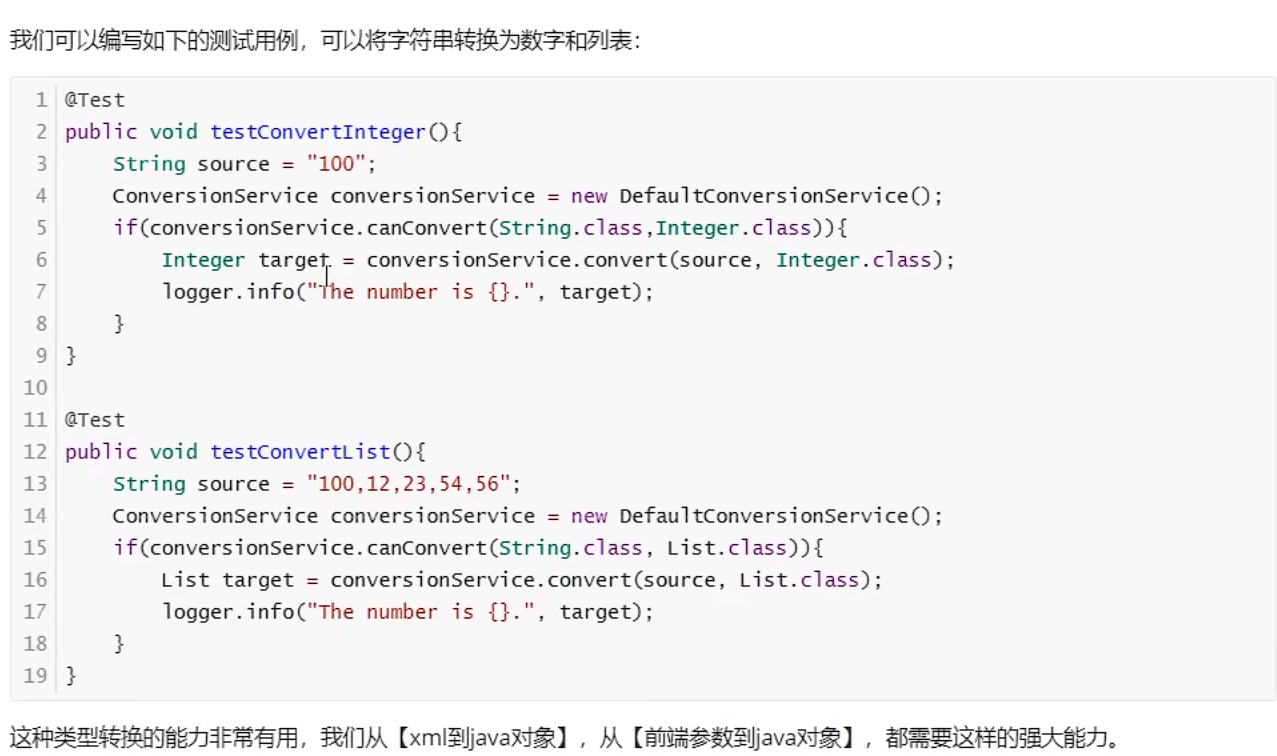 我们可以编写如下的测试用例，可以将字符串转换为数字和列表：
1 @Test
2 public void testConvertInteger(){
3     String source = "100";
4     ConversionService conversionService = new DefaultConversionService();
5     if(conversionService.canConvert(String.class,Integer.class)){
6         Integer target = conversionService.convert(source, Integer.class);
7         logger.info("The number is {}.", target);
8     }
9 }
10
11 @Test
12 public void testConvertList(){
13     String source = "100,12,23,54,56";
14     ConversionService conversionService = new DefaultConversionService();
15     if(conversionService.canConvert(String.class, List.class)){
16         List target = conversionService.convert(source, List.class);
17         logger.info("The number is {}.", target);
18     }
19 }
这种类型转换的能力非常有用，我们从【xml到java对象】，从【前端参数到java对象】，都需要这样的强大能力。